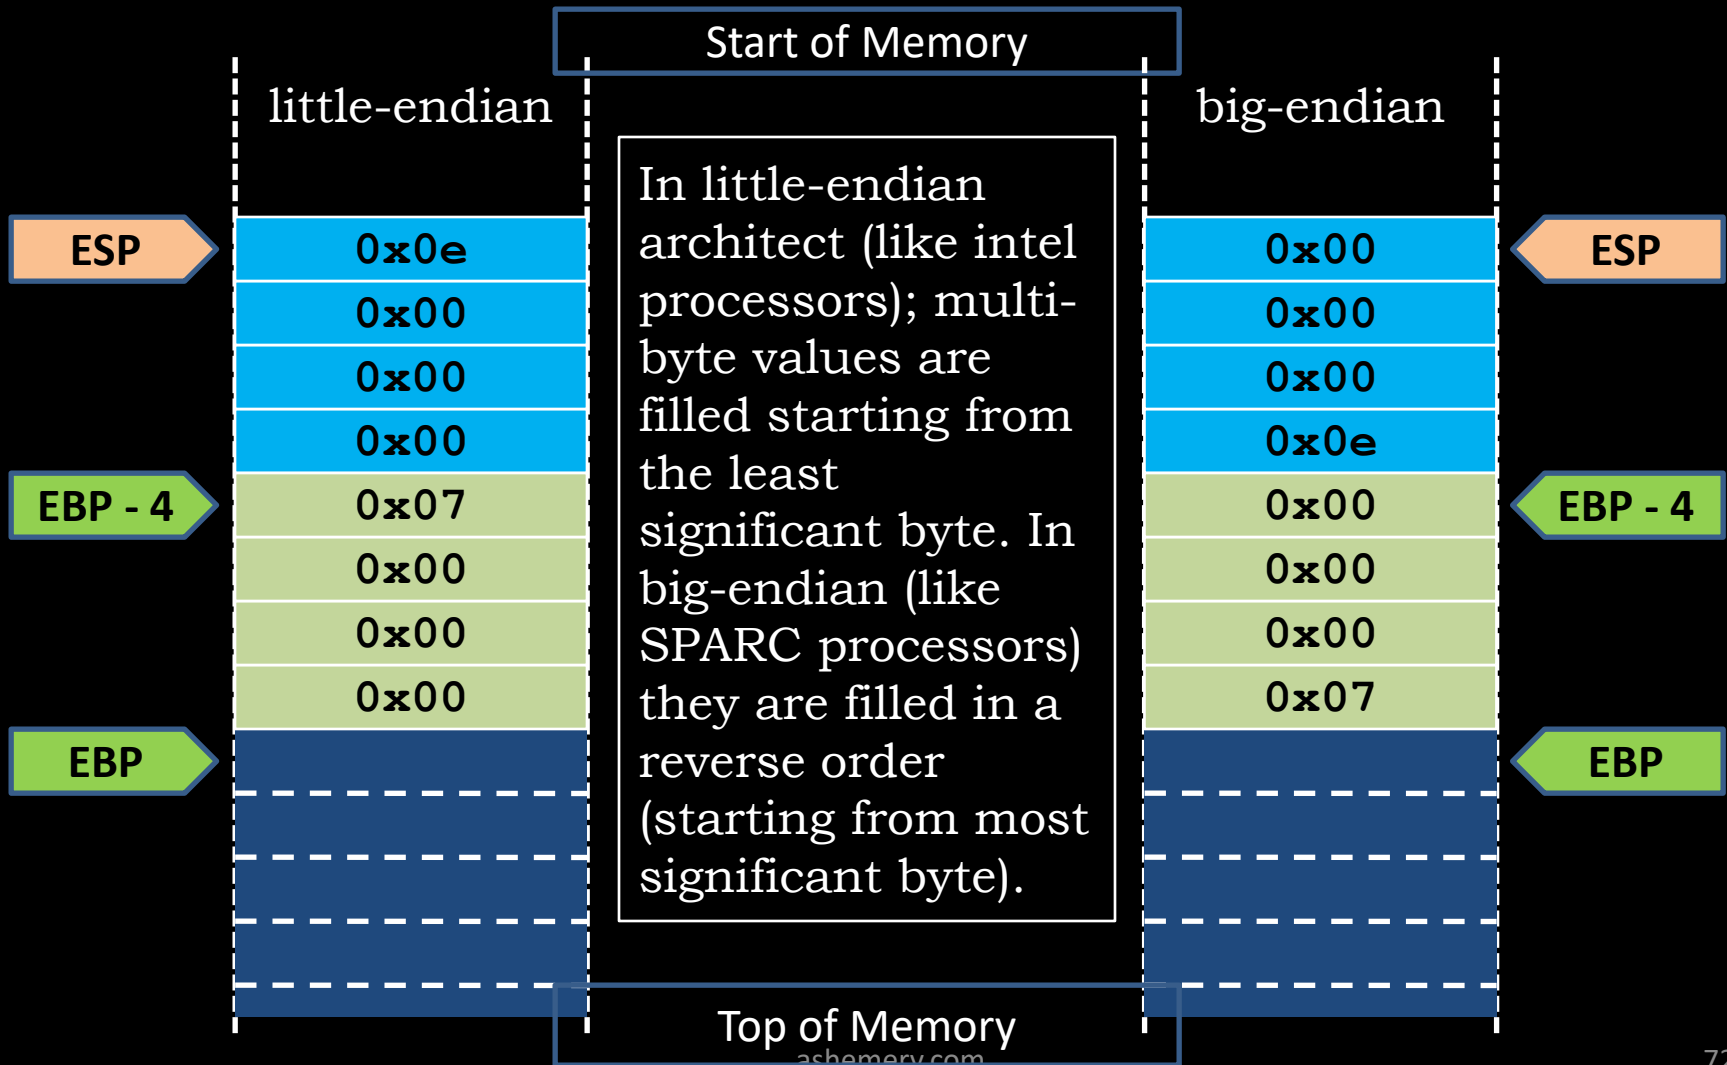 Start of Memory
little-endian
big-endian
In little-endian
architect (like intel
processors); multi-
byte values are
filled starting from
the least
significant byte. In
big-endian (like
SPARC processors)
they are filled in a
reverse order
(starting from most
significant byte).
ESP
0x0e
0x00
0x00
0x00
EBP - 4
0x07
0x00
0x00
0x00
EBP
0x00
ESP
0x00
0x00
0x0e
0x00
EBP - 4
0x00
0x00
0x07
EBP
Top of Memory
ashemery.com
72